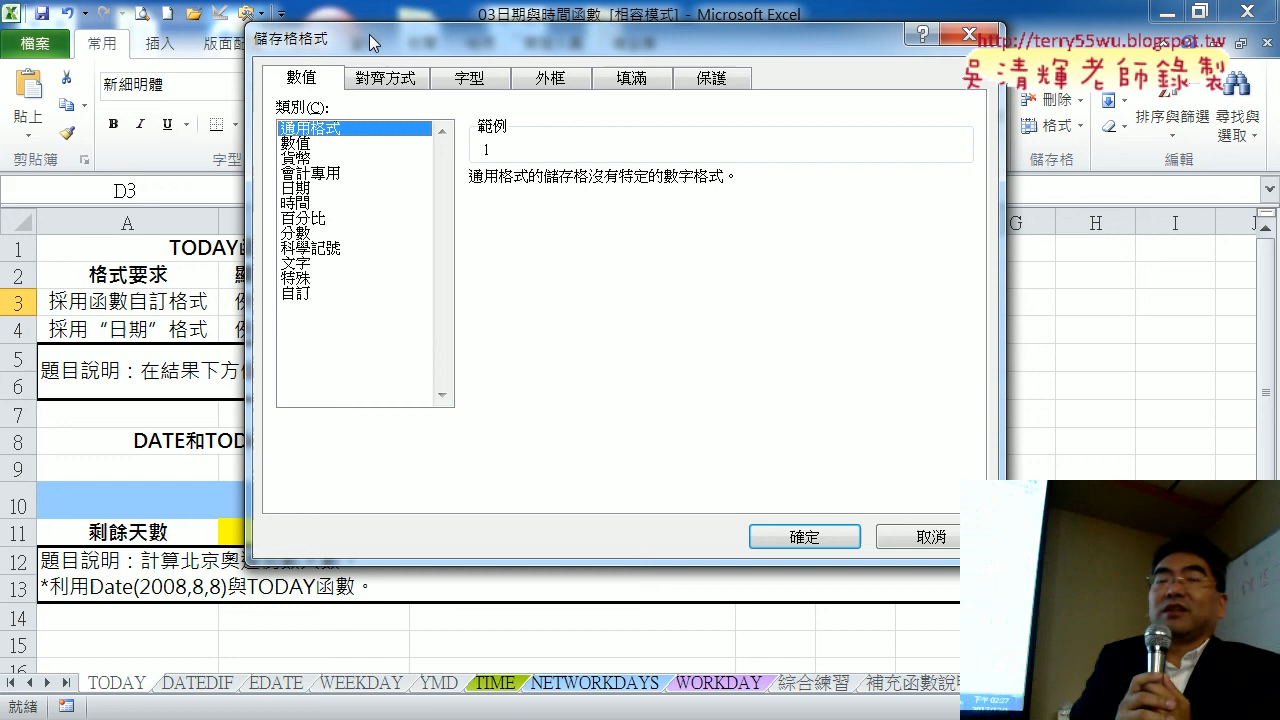 03日期與時間函數 [相容模式] - Microsoft Excel
檔案
常用
插入
儲存格格式
http://terry55wu.blogspot.tw
吳清輝老師錄製
數值
對齊方式
字型
外框
填滿
保護
貼上
新細明體
B I U
剪貼簿
字型
刪除
格式
儲存格
排序與篩選
尋找與
選取
編輯
類別(C):
通用格式
數值
貨幣
會計專用
日期
時間
百分比
分數
科學記號
文字
特殊
自訂
範例
1
通用格式的儲存格沒有特定的數字格式。
確定
取消
D3
A
G
H
I
J
1
TODAY
2
格式要求
3
採用函數自訂格式
4
採用“日期”格式
5
題目說明：在結果下方
6
7
8
DATE和TOD
9
10
11
剩餘天數
12
題目說明：計算北京奧
13
*利用Date(2008,8,8)與TODAY函數。
14
15
16
TODAY
DATEDIF
EDATE
WEEKDAY
YMD
TIME
NETWORKDAYS
WORKDAY
綜合練習
補充函數說
就緒
下午 02:27